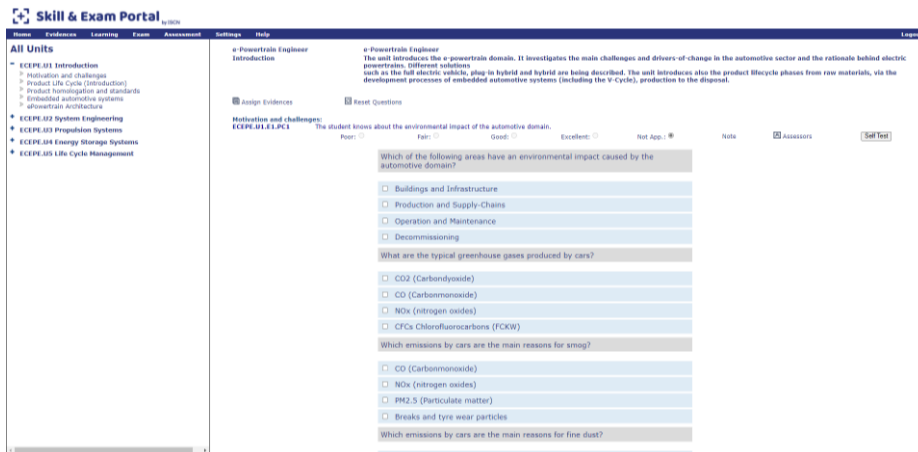 Skill & Exam Portal by ISCN
Home Evidences Learning Exam Assessment Settings Help Logout
All Units
ECEPE.U1 Introduction
Motivation and challenges
Product Life Cycle (Introduction)
Product homologation and standards
Embedded automotive systems
ePowertrain Architecture
ECEPE.U2 System Engineering
ECEPE.U3 Propulsion Systems
ECEPE.U4 Energy Storage Systems
ECEPE.U5 Life Cycle Management
e-Powertrain Engineer
Introduction
e-Powertrain Engineer
The unit introduces the e-powertrain domain. It investigates the main challenges and drivers-of-change in the automotive sector and the rationale behind electric
powertrains. Different solutions
such as the full electric vehicle, plug-in hybrid and hybrid are being described. The unit introduces also the product lifecycle phases from raw materials, via the
development processes of embedded automotive systems (including the V-Cycle), production to the disposal.
Assign Evidences Reset Questions
Motivation and challenges:
ECEPE.U1.E1.PC1 The student knows about the environmental impact of the automotive domain.
Poor: Fair: Good: Excellent: Not App.: Note Assessors Self Test
Which of the following areas have an environmental impact caused by the
automotive domain?
Buildings and Infrastructure
Production and Supply-Chains
Operation and Maintenance
Decommissioning
What are the typical greenhouse gases produced by cars?
CO2 (Carbondyoxide)
CO (Carbonmonoxide)
NOx (nitrogen oxides)
CFCs Chlorofluorocarbons (FCKW)
Which emissions by cars are the main reasons for smog?
CO (Carbonmonoxide)
NOx (nitrogen oxides)
PM2.5 (Particulate matter)
Breaks and tyre wear particles
Which emissions by cars are the main reasons for fine dust?